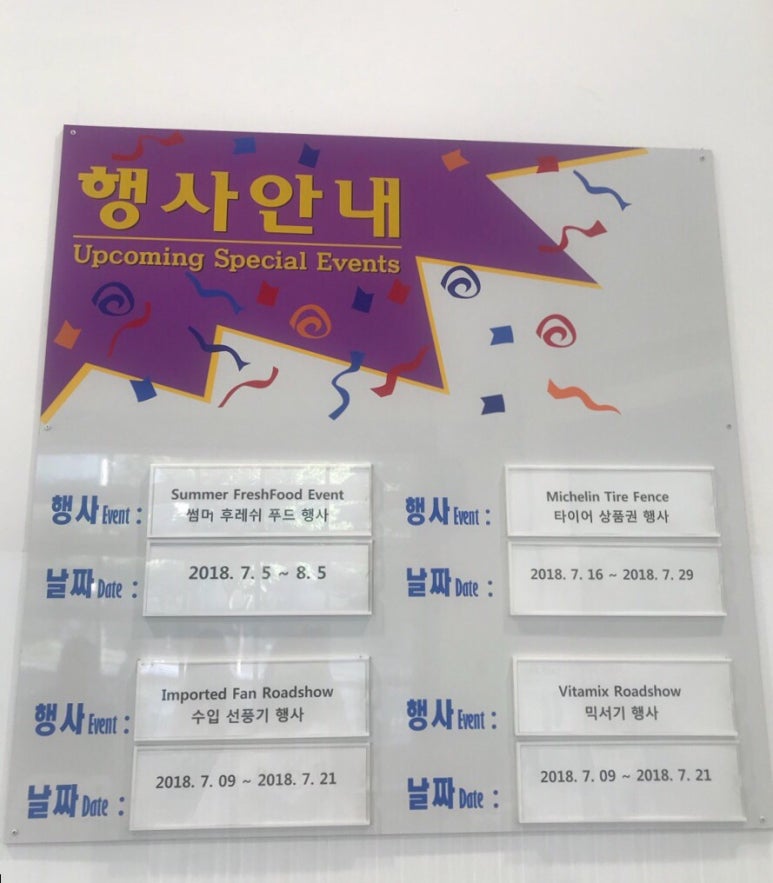 행사안내
Upcoming Special Events
행사 Event :
Summer FreshFood Event
썸머 후레쉬 푸드 행사
날짜 Date :
2018. 7. 5 ~ 8. 5
행사 Event :
Michelin Tire Fence
타이어 상품권 행사
날짜 Date :
2018. 7. 16 ~ 2018. 7. 29
행사 Event :
Imported Fan Roadshow
수입 선풍기 행사
날짜 Date :
2018. 7. 09 ~ 2018. 7. 21
행사 Event :
Vitamix Roadshow
믹서기 행사
날짜 Date :
2018. 7. 09 ~ 2018. 7. 21